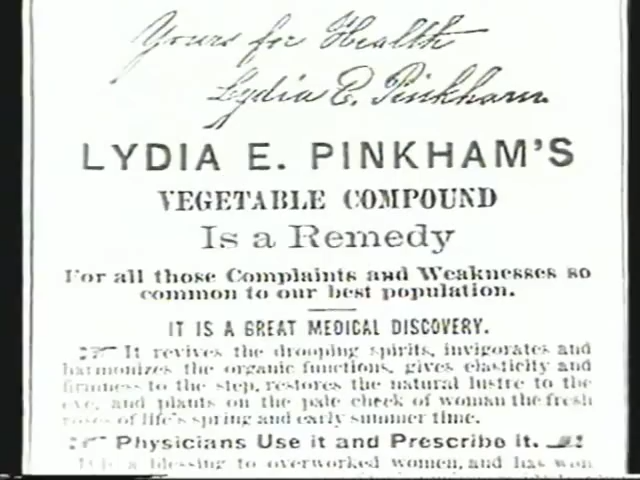 Yours for Health
Lydia E. Pinkham.
LYDIA E. PINKHAM'S
VEGETABLE COMPOUND
Is a Remedy
For all those Complaints and Weaknesses so
common to our best population.
IT IS A GREAT MEDICAL DISCOVERY.
It revives the drooping spirits, invigorates and
harmonizes the organic functions, gives elasticity and
firmness to the step, restores the natural lustre to the
eye, and plants on the pale cheek of woman the fresh
roses of life's spring and early summer time.
Physicians Use it and Prescribe it.
It is a blessing to overworked women, and has won